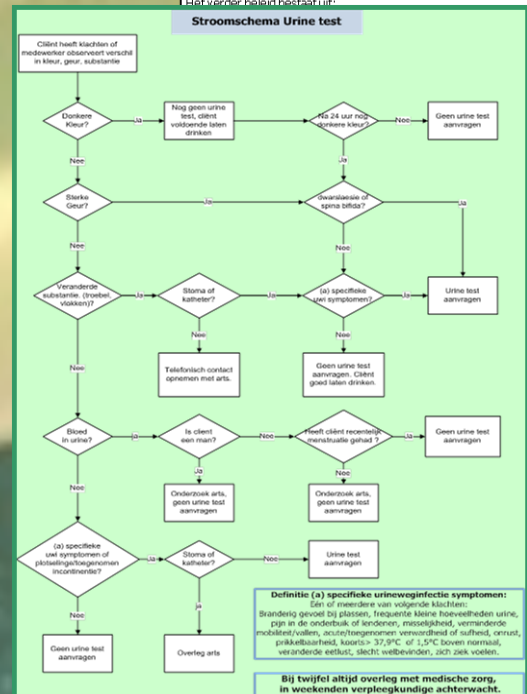 Het verder beleid bestaat uit:
Stroomschema Urine test
Cliënt heeft klachten of
medewerker observeert verschil
in kleur, geur, substantie
Donkere
Kleur?
Ja
Nog geen urine
test, cliënt
voldoende laten
drinken
Na 24 uur nog
donkere kleur?
Nee
Geen urine test
aanvragen
Nee
Ja
Sterke
Geur?
Ja
dwarslaesie of
spina bifida?
Ja
Nee
Nee
Veranderde
substantie, (troebel,
vlokken)?
Ja
Stoma of
katheter?
Ja
(a) specifieke
uwi symptomen?
Ja
Urine test
aanvragen
Nee
Nee
Nee
Telefonisch contact
opnemen met arts.
Geen urine test
aanvragen. Cliënt
goed laten drinken.
Bloed
in urine?
ja
Is client
een man?
Nee
Heeft cliënt recentelijk
menstruatie gehad ?
Ja
Geen urine test
aanvragen
Nee
Ja
Nee
Onderzoek arts,
geen urine test
aanvragen
Onderzoek arts,
geen urine test
aanvragen
(a) specifieke
uwi symptomen of
plotselinge/toegenomen
incontinentie?
Ja
Stoma of
katheter?
Nee
Urine test
aanvragen
Nee
ja
Geen urine test
aanvragen
Overleg arts
Definitie (a) specifieke urineweginfectie symptomen:
Eén of meerdere van volgende klachten:
Branderig gevoel bij plassen, frequente kleine hoeveelheden urine,
pijn in de onderbuik of lendenen, misselijkheid, verminderde
mobiliteit/vallen, acute/toegenomen verwardheid of sufheid, onrust,
prikkelbaarheid, koorts> 37,9°C of 1,5°C boven normaal,
veranderde eetlust, slecht welbevinden, zich ziek voelen.
Bij twijfel altijd overleg met medische zorg,
in weekenden verpleegkundige achterwacht.